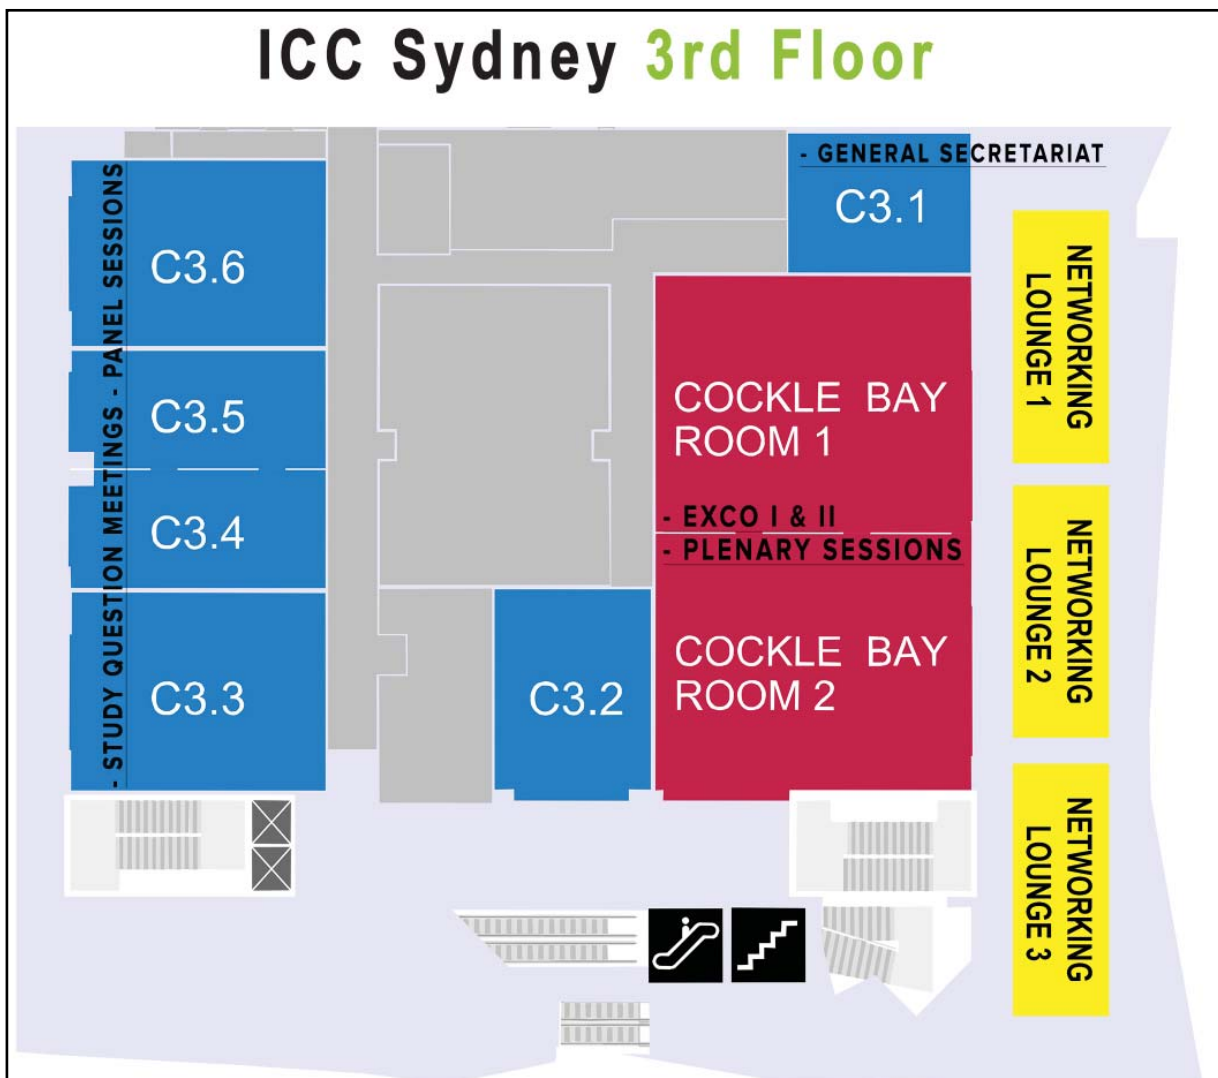 ICC Sydney 3rd Floor
- GENERAL SECRETARIAT
C3.1
C3.6
C3.5
C3.4
C3.3
- STUDY QUESTION MEETINGS - PANEL SESSIONS
COCKLE BAY
ROOM 1
- EXCO I & II
- PLENARY SESSIONS
COCKLE BAY
ROOM 2
C3.2
NETWORKING
LOUNGE 1
NETWORKING
LOUNGE 2
NETWORKING
LOUNGE 3